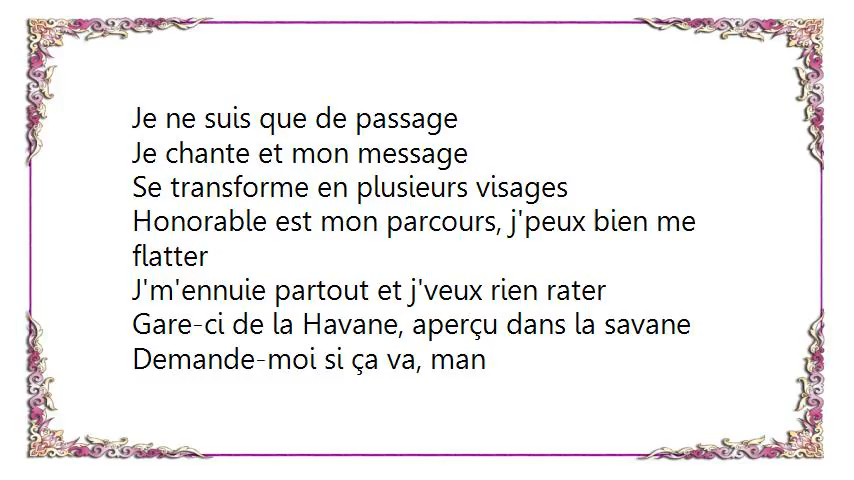 Je ne suis que de passage
Je chante et mon message
Se transforme en plusieurs visages
Honorable est mon parcours, j'peux bien me
flatter
J'm'ennuie partout et j'veux rien rater
Gare-ci de la Havane, aperçu dans la savane
Demande-moi si ça va, man